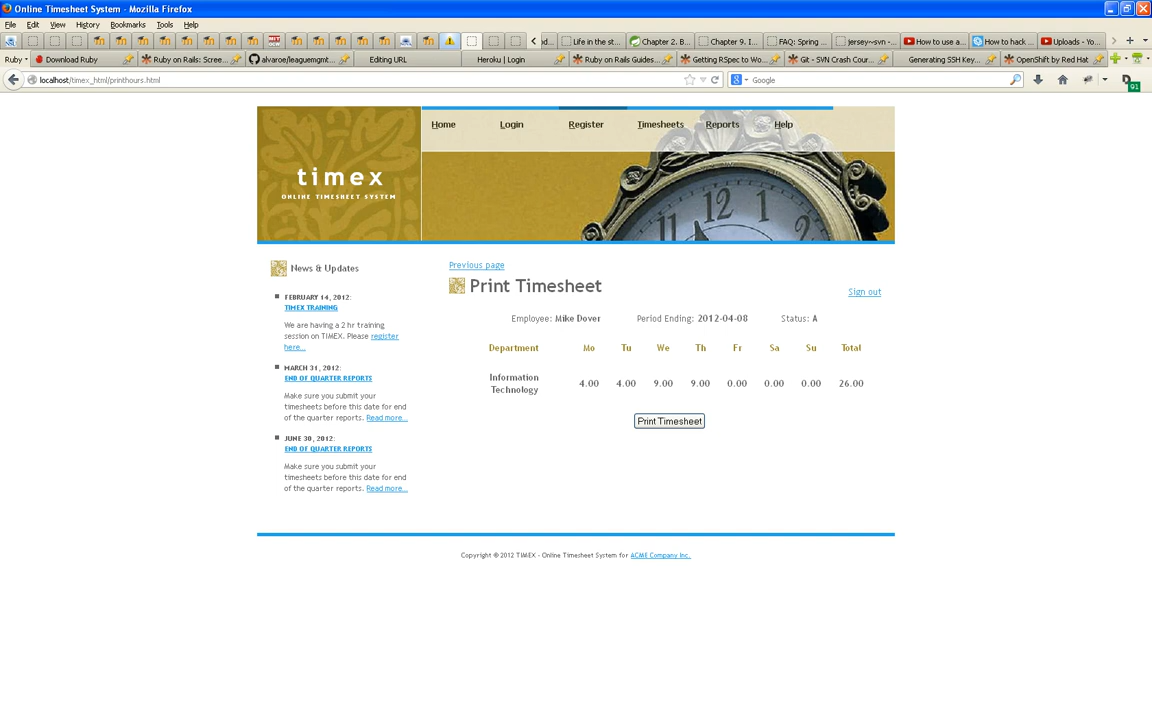 Online Timesheet System - Mozilla Firefox
File Edit View History Bookmarks Tools Help
Life in the st... Chapter 2. B... Chapter 9. I... FAQ: Spring ... jersey~svn -... How to use a... How to hack ... Uploads - Yo...
Ruby Download Ruby Ruby on Rails: Scree... alvaroe/leaguemgmt... Editing URL Heroku | Login Ruby on Rails Guides... Getting RSpec to Wo... Git - SVN Crash Cour... Generating SSH Key... OpenShift by Red Hat
localhost/timex_html/printhours.html Google 91
Home Login Register Timesheets Reports Help
timex
ONLINE TIMESHEET SYSTEM
News & Updates
FEBRUARY 14, 2012:
TIMEX TRAINING
We are having a 2 hr training
session on TIMEX. Please register
here...
MARCH 31, 2012:
END OF QUARTER REPORTS
Make sure you submit your
timesheets before this date for end
of the quarter reports. Read more...
JUNE 30, 2012:
END OF QUARTER REPORTS
Make sure you submit your
timesheets before this date for end
of the quarter reports. Read more...
Previous page
Print Timesheet
Sign out
Employee: Mike Dover Period Ending: 2012-04-08 Status: A
Department Mo Tu We Th Fr Sa Su Total
Information
Technology 4.00 4.00 9.00 9.00 0.00 0.00 0.00 26.00
Print Timesheet
Copyright © 2012 TIMEX - Online Timesheet System for ACME Company Inc.